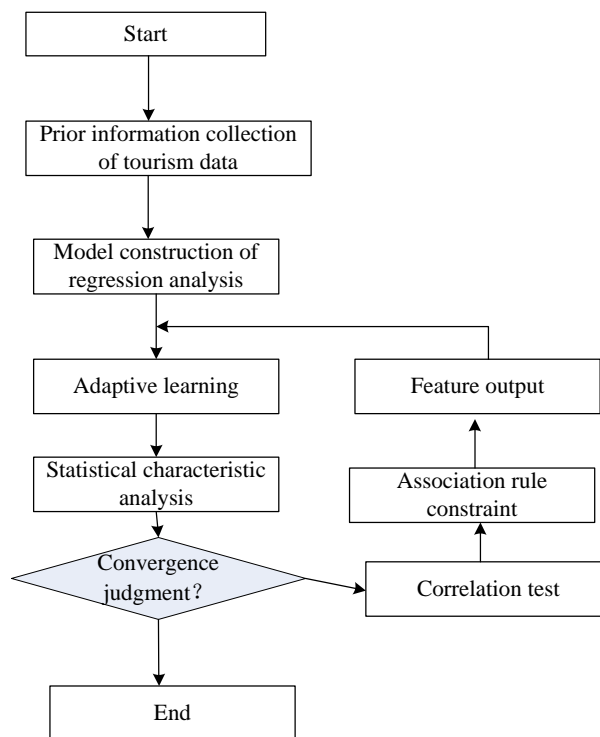 Start
Prior information collection
of tourism data
Model construction of
regression analysis
Adaptive learning
Feature output
Statistical characteristic
analysis
Association rule
constraint
Convergence
judgment？
Correlation test
End